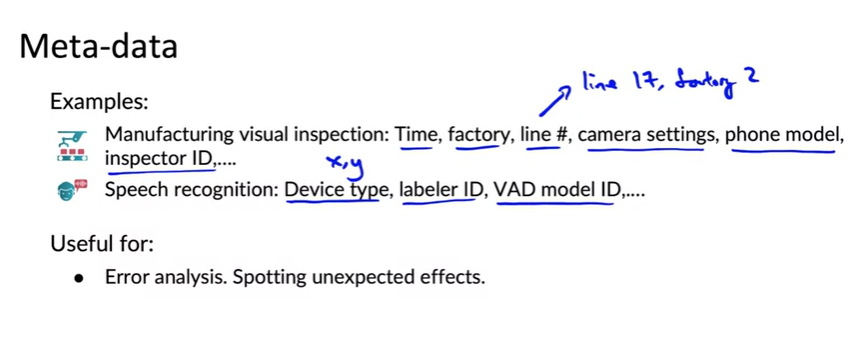 Meta-data
line 17, factory 2
Examples:
Manufacturing visual inspection: Time, factory, line #, camera settings, phone model,
inspector ID,....
x,y
Speech recognition: Device type, labeler ID, VAD model ID,....
Useful for:
● Error analysis. Spotting unexpected effects.